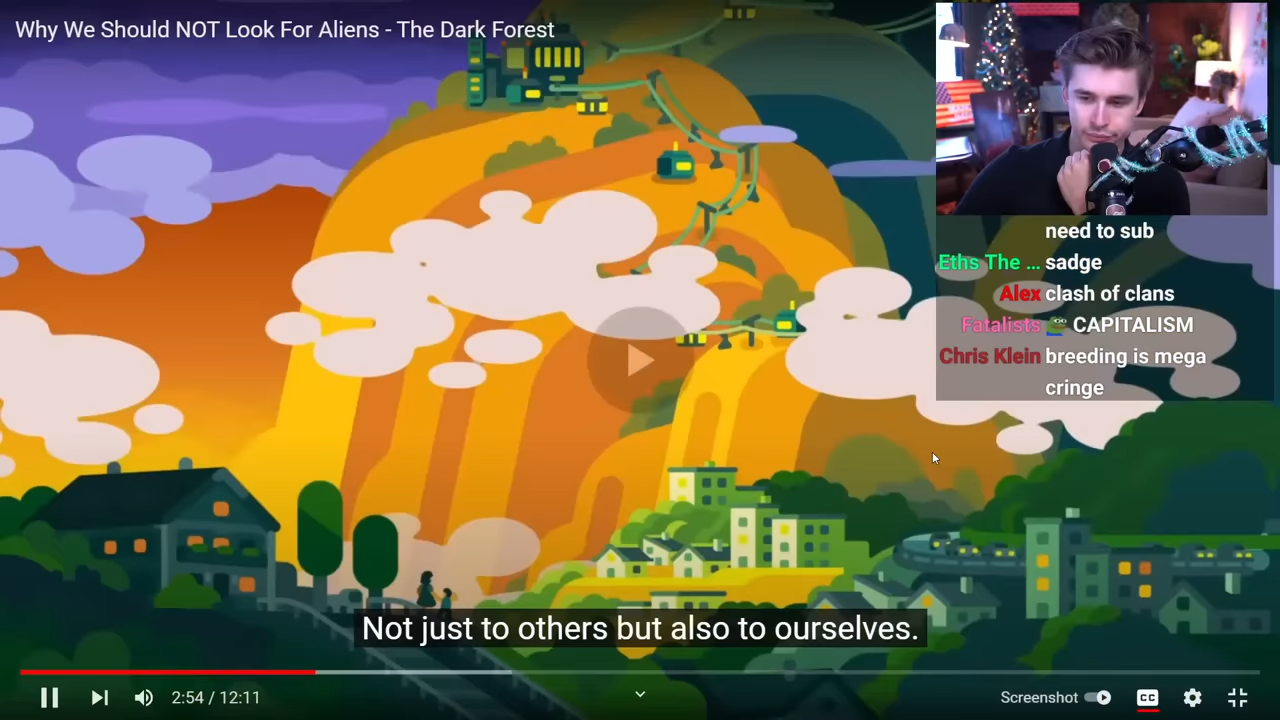 Why We Should NOT Look For Aliens - The Dark Forest
need to sub
Eths The ... sadge
Alex clash of clans
Fatalists CAPITALISM
Chris Klein breeding is mega
cringe
Not just to others but also to ourselves.
2:54 / 12:11
Screenshot
CC